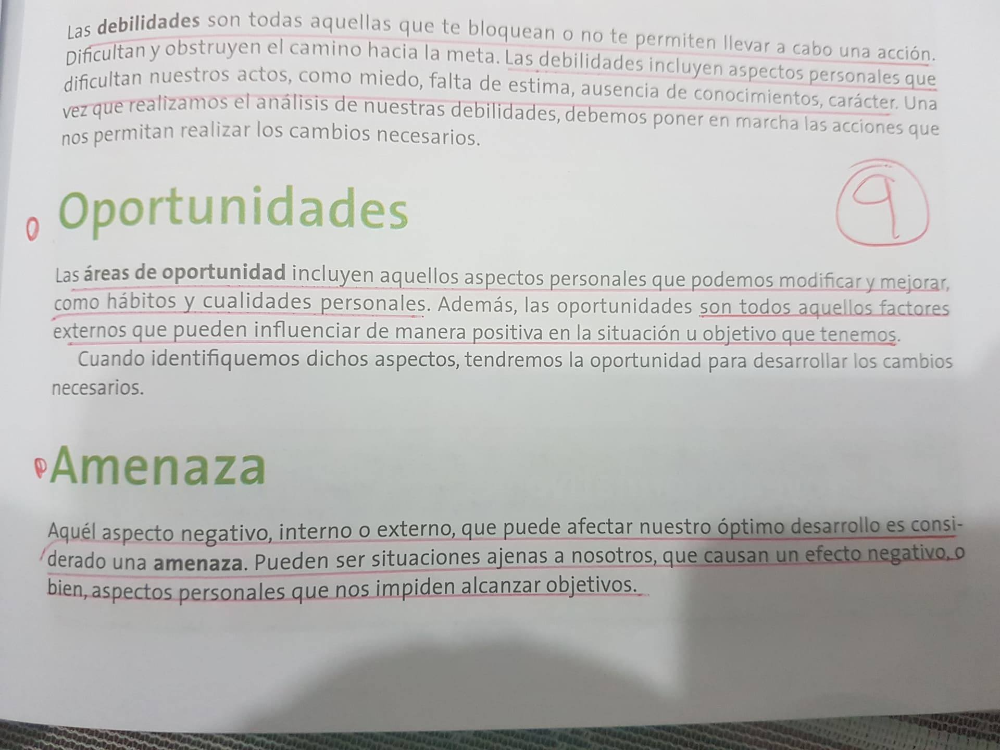 Las debilidades son todas aquellas que te bloquean o no te permiten llevar a cabo una acción.
Dificultan y obstruyen el camino hacia la meta. Las debilidades incluyen aspectos personales que
dificultan nuestros actos, como miedo, falta de estima, ausencia de conocimientos, carácter. Una
vez que realizamos el análisis de nuestras debilidades, debemos poner en marcha las acciones que
nos permitan realizar los cambios necesarios.
9
Oportunidades
Las áreas de oportunidad incluyen aquellos aspectos personales que podemos modificar y mejorar,
como hábitos y cualidades personales. Además, las oportunidades son todos aquellos factores
externos que pueden influenciar de manera positiva en la situación u objetivo que tenemos.
Cuando identifiquemos dichos aspectos, tendremos la oportunidad para desarrollar los cambios
necesarios.
Amenaza
Aquél aspecto negativo, interno o externo, que puede afectar nuestro óptimo desarrollo es consi-
derado una amenaza. Pueden ser situaciones ajenas a nosotros, que causan un efecto negativo, o
bien, aspectos personales que nos impiden alcanzar objetivos.